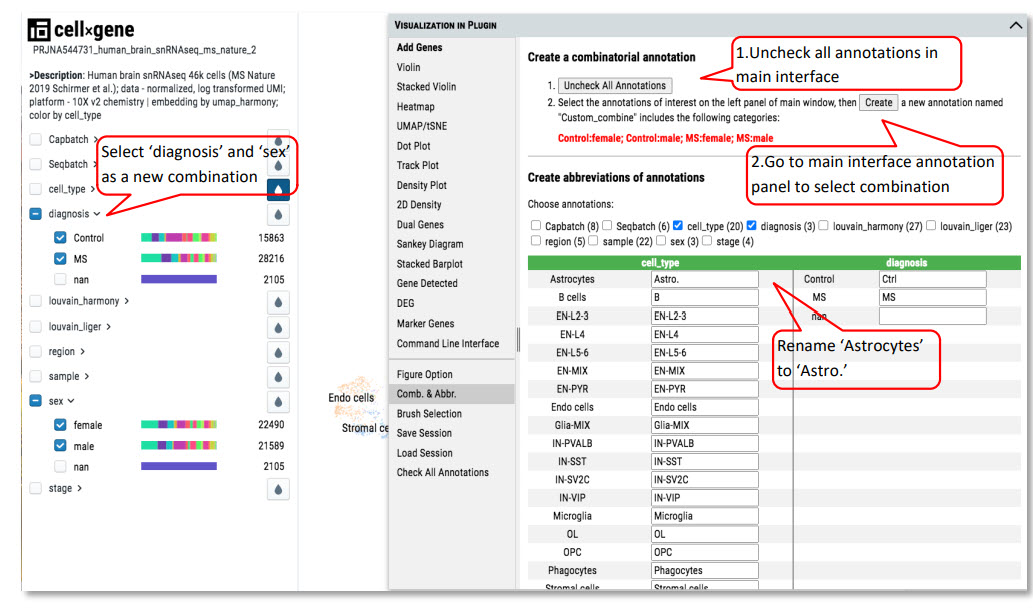 cell×gene
PRJNA544731_human_brain_snRNAseq_ms_nature_2
>Description: Human brain snRNAseq 46k cells (MS Nature
2019 Schirmer et al.); data - normalized, log transformed UMI;
platform - 10X v2 chemistry | embedding by umap_harmony;
color by cell_type
Capbatch >
Seqbatch >
cell_type >
diagnosis
Control 15863
MS 28216
nan 2105
louvain_harmony >
louvain_liger >
region >
sample >
sex
female 22490
male 21589
nan 2105
stage >
Select ‘diagnosis’ and ‘sex’
as a new combination
Endo cells
Stromal ce
VISUALIZATION IN PLUGIN
Add Genes
Violin
Stacked Violin
Heatmap
UMAP/tSNE
Dot Plot
Track Plot
Density Plot
2D Density
Dual Genes
Sankey Diagram
Stacked Barplot
Gene Detected
DEG
Marker Genes
Command Line Interface
Figure Option
Comb. & Abbr.
Brush Selection
Save Session
Load Session
Check All Annotations
Create a combinatorial annotation
1. Uncheck All Annotations
2. Select the annotations of interest on the left panel of main window, then Create a new annotation named
"Custom_combine" includes the following categories:
Control:female; Control:male; MS:female; MS:male
1.Uncheck all annotations in
main interface
2.Go to main interface annotation
panel to select combination
Create abbreviations of annotations
Choose annotations:
Capbatch (8) Seqbatch (6) cell_type (20) diagnosis (3) louvain_harmony (27) louvain_liger (23)
region (5) sample (22) sex (3) stage (4)
cell_type diagnosis
Astrocytes Astro. Control Ctrl
B cells B MS MS
EN-L2-3 EN-L2-3 nan
EN-L4 EN-L4
EN-L5-6 EN-L5-6
EN-MIX EN-MIX
EN-PYR EN-PYR
Endo cells Endo cells
Glia-MIX Glia-MIX
IN-PVALB IN-PVALB
IN-SST IN-SST
IN-SV2C IN-SV2C
IN-VIP IN-VIP
Microglia Microglia
OL OL
OPC OPC
Phagocytes Phagocytes
Stromal cells Stromal cells
Rename ‘Astrocytes’
to ‘Astro.’